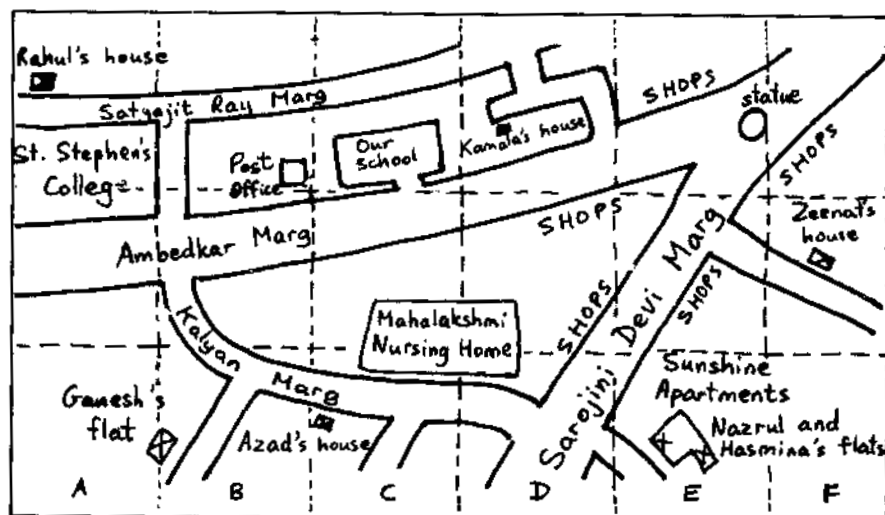 Rahul's house
Satyajit Ray Marg
SHOPS
statue
St. Stephen's
College
Post
Office
Our
School
Kamala's house
SHOPS
Ambedkar Marg
SHOPS
Zeenat's
house
Mahalakshmi
Nursing Home
SHOPS
Sarojini Devi Marg
SHOPS
Kalyan Marg
Sunshine
Apartments
Ganesh's
flat
Azad's house
Nazrul and
Hasmina's flats
A B C D E F